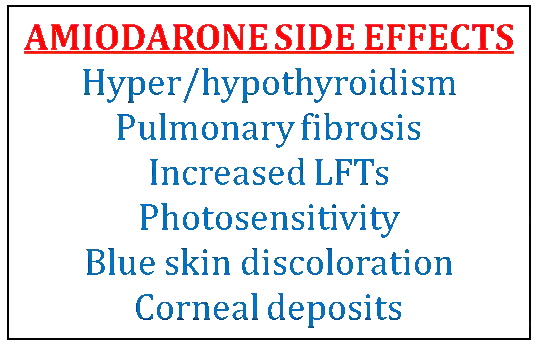 AMIODARONE SIDE EFFECTS
Hyper/hypothyroidism
Pulmonary fibrosis
Increased LFTs
Photosensitivity
Blue skin discoloration
Corneal deposits